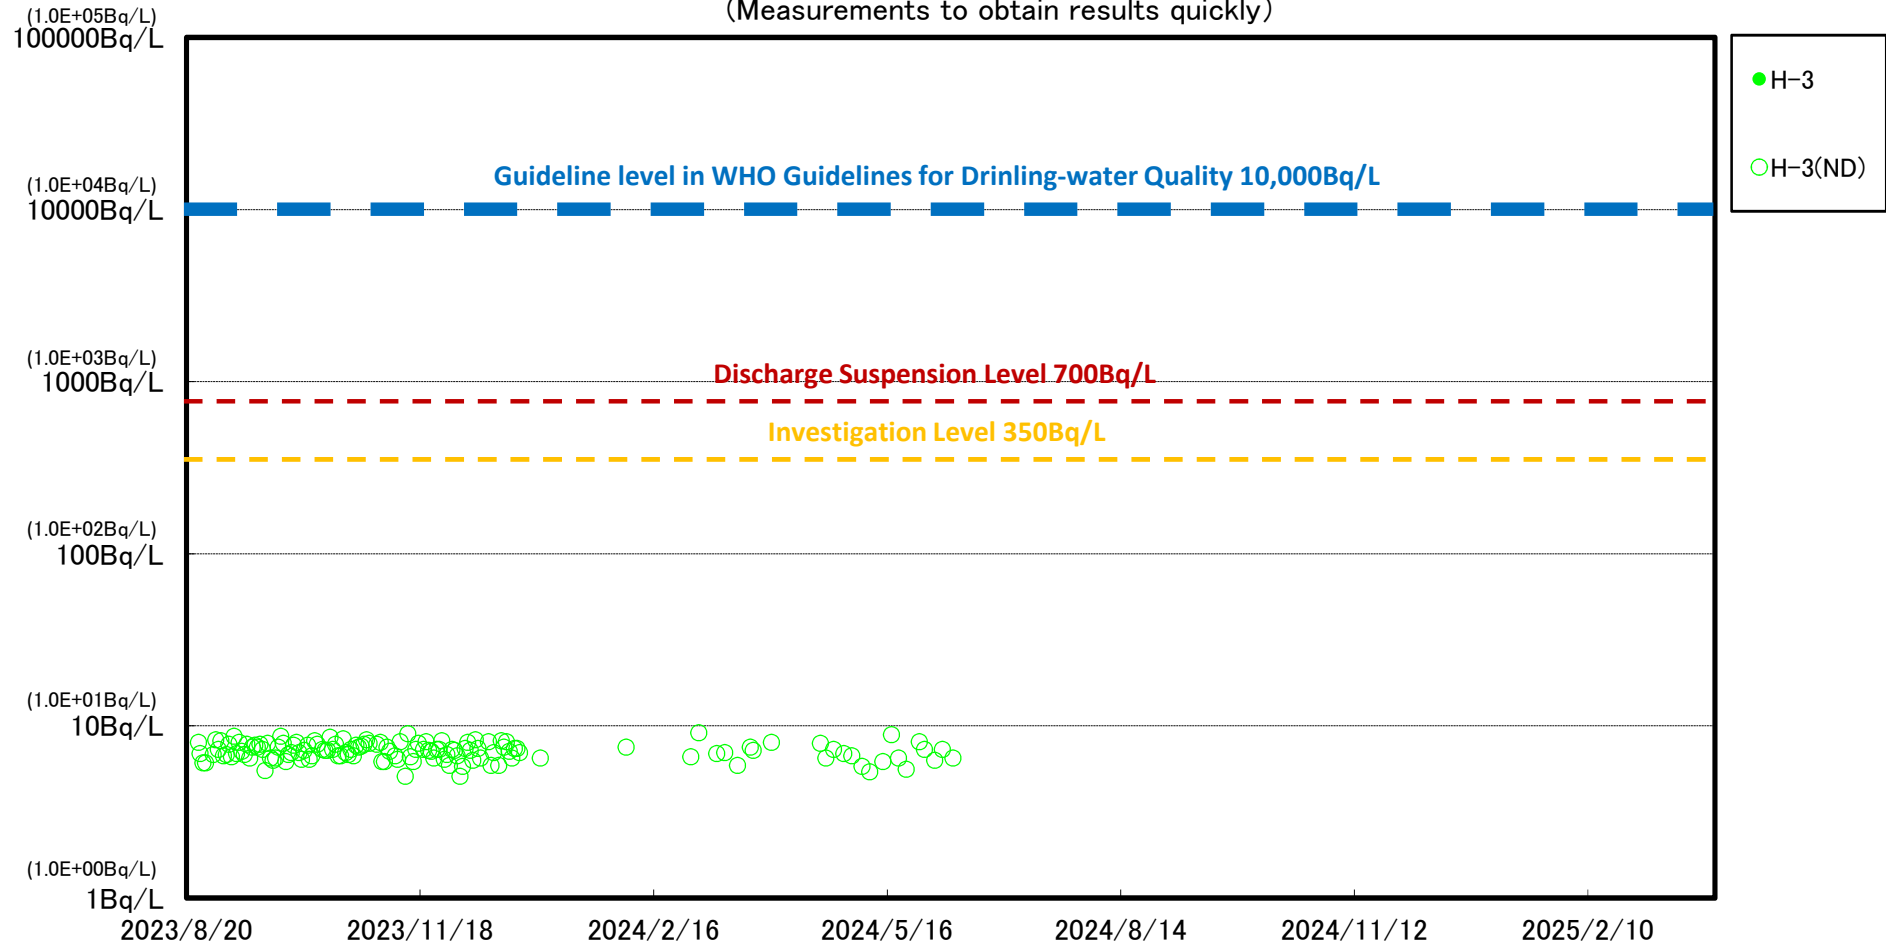 (Measurements to obtain results quickly)
(1.0E+05Bq/L)
100000Bq/L
H-3
H-3(ND)
Guideline level in WHO Guidelines for Drinling-water Quality 10,000Bq/L
(1.0E+04Bq/L)
10000Bq/L
(1.0E+03Bq/L)
1000Bq/L
Discharge Suspension Level 700Bq/L
Investigation Level 350Bq/L
(1.0E+02Bq/L)
100Bq/L
(1.0E+01Bq/L)
10Bq/L
(1.0E+00Bq/L)
1Bq/L
2023/8/20 2023/11/18 2024/2/16 2024/5/16 2024/8/14 2024/11/12 2025/2/10